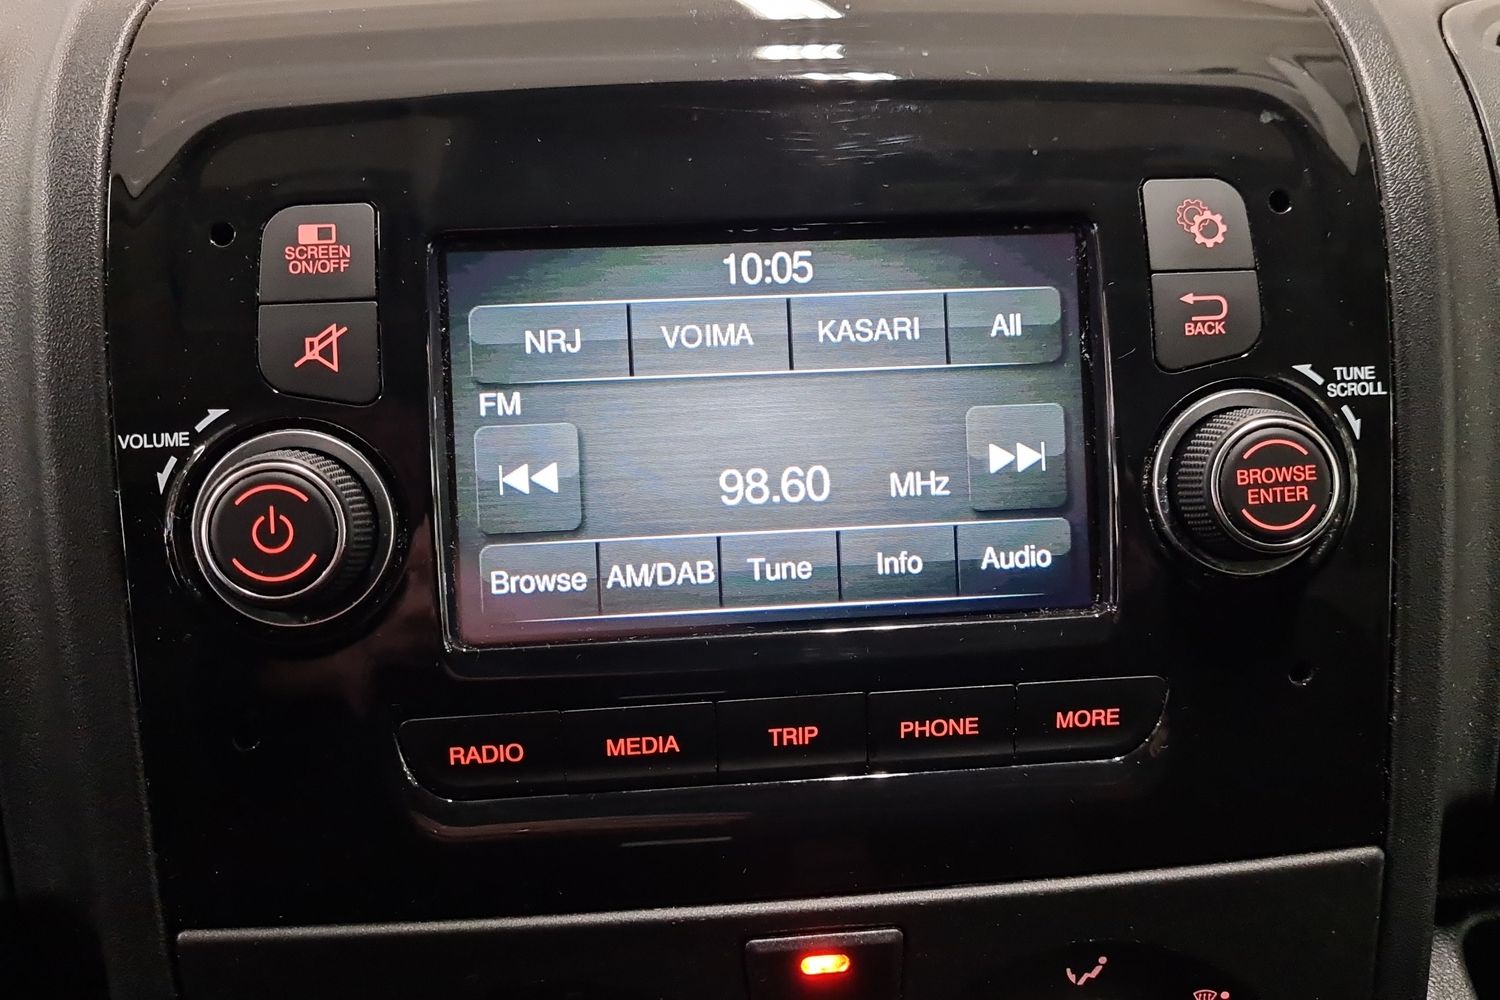 SCREEN
ON/OFF
VOLUME
10:05
NRJ VOIMA KASARI All
FM
98.60 MHz
Browse AM/DAB Tune Info Audio
BACK
TUNE
SCROLL
BROWSE
ENTER
RADIO MEDIA TRIP PHONE MORE